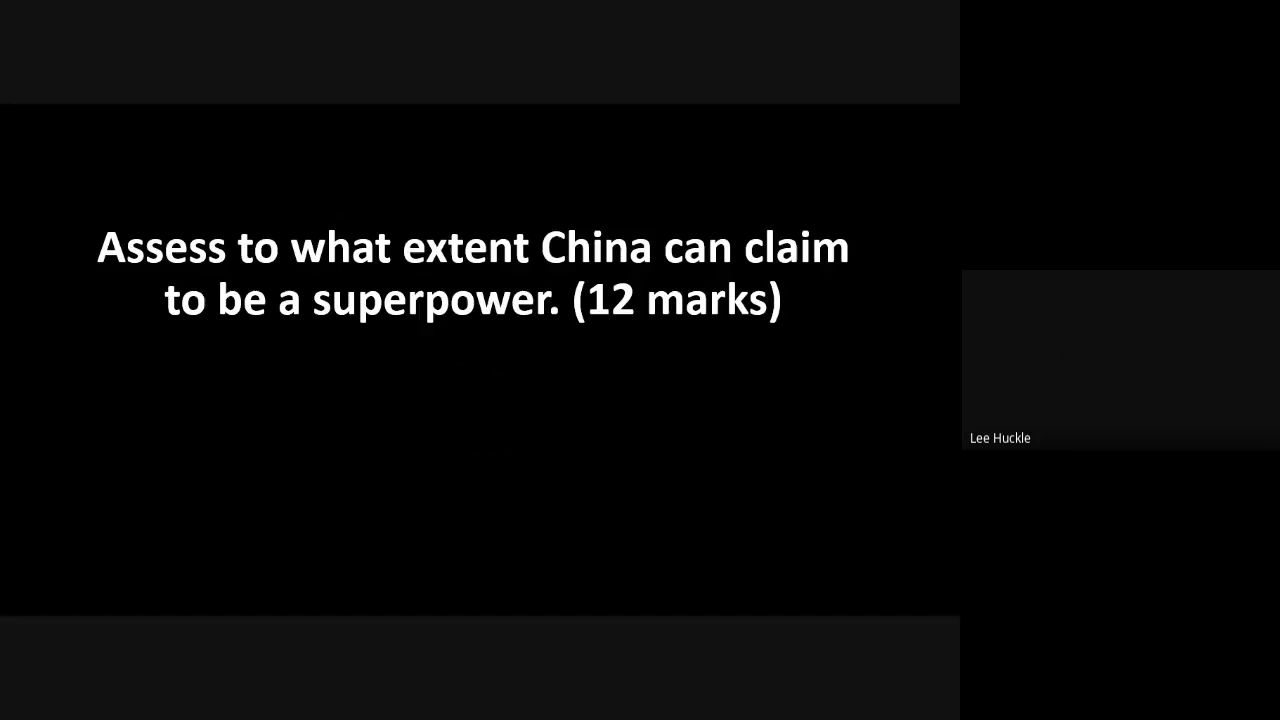 Assess to what extent China can claim
to be a superpower. (12 marks)
Lee Huckle